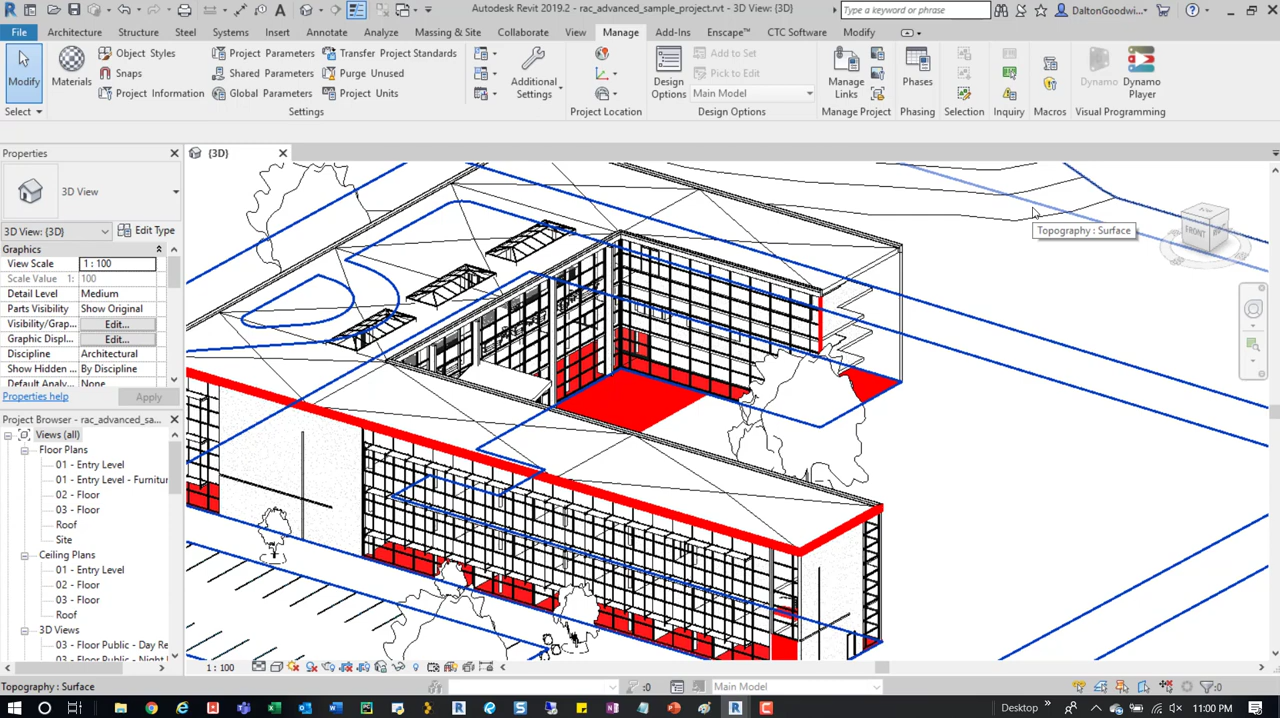 Autodesk Revit 2019.2 - rac_advanced_sample_project.rvt - 3D View: {3D}
Type a keyword or phrase
DaltonGoodwi...
File Architecture Structure Steel Systems Insert Annotate Analyze Massing & Site Collaborate View Manage Add-Ins Enscape™ CTC Software Modify
Modify
Materials
Object Styles
Snaps
Project Information
Project Parameters
Shared Parameters
Global Parameters
Transfer Project Standards
Purge Unused
Project Units
Additional
Settings
Design
Options
Add to Set
Pick to Edit
Main Model
Manage
Links
Phases
Dynamo
Dynamo
Player
Select Settings Project Location Design Options Manage Project Phasing Selection Inquiry Macros Visual Programming
Properties
{3D}
3D View
3D View: {3D}
Edit Type
Graphics
View Scale 1 : 100
Scale Value 1: 100
Detail Level Medium
Parts Visibility Show Original
Visibility/Grap... Edit...
Graphic Displ... Edit...
Discipline Architectural
Show Hidden ... By Discipline
Default Analy... None
Properties help
Apply
Project Browser - rac_advanced_sa...
Views (all)
Floor Plans
01 - Entry Level
01 - Entry Level - Furnitur
02 - Floor
03 - Floor
Roof
Site
Ceiling Plans
01 - Entry Level
02 - Floor
03 - Floor
Roof
3D Views
03 - Floor Public - Day Re
03 - Floor Public - Night
Topography : Surface
FRONT
1 : 100
Topography : Surface
:0
Main Model
:0
Desktop
11:00 PM